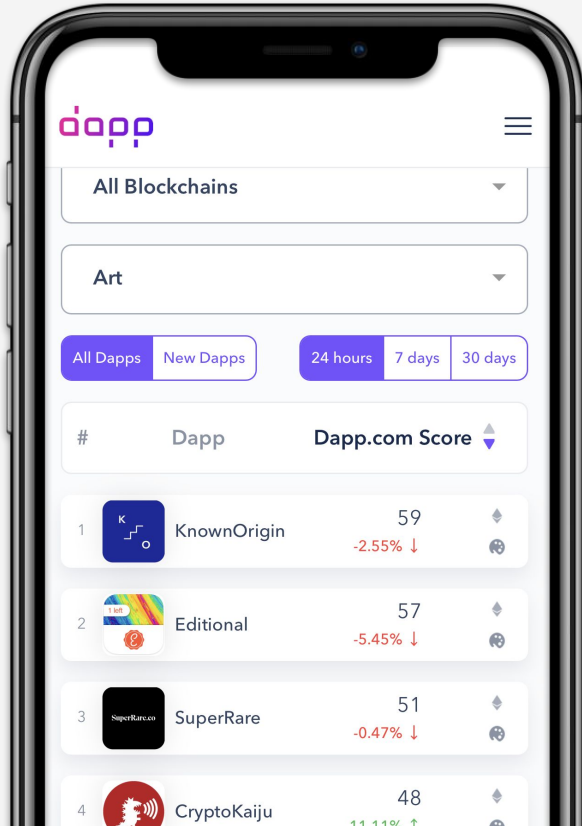 dapp
All Blockchains
Art
All Dapps New Dapps 24 hours 7 days 30 days
# Dapp Dapp.com Score
1 K O KnownOrigin 59
-2.55% ↓
2 1 left Editional 57
-5.45% ↓
3 SuperRare.co SuperRare 51
-0.47% ↓
4 CryptoKaiju 48
11.11% ↑